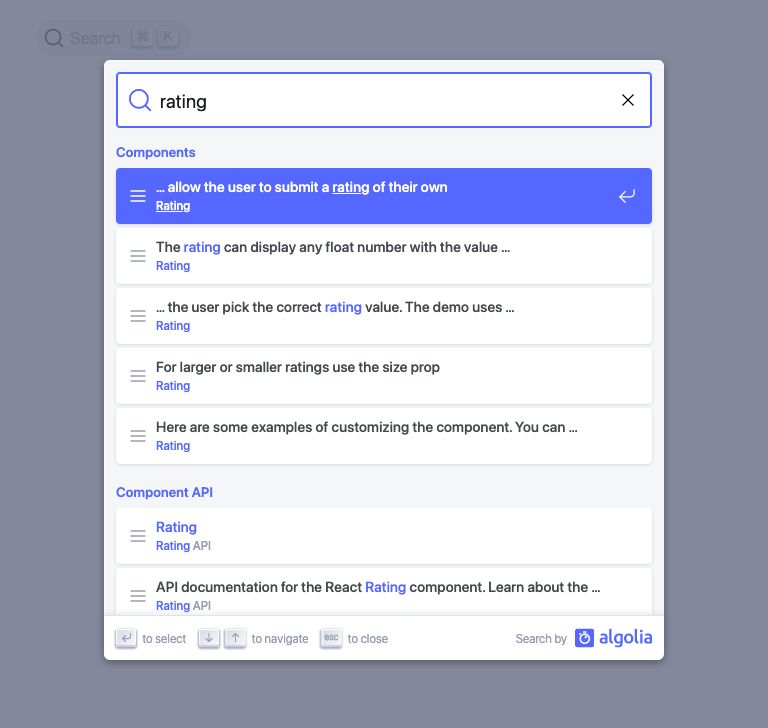 Search ⌘ K
rating
Components
... allow the user to submit a rating of their own
Rating
The rating can display any float number with the value ...
Rating
... the user pick the correct rating value. The demo uses ...
Rating
For larger or smaller ratings use the size prop
Rating
Here are some examples of customizing the component. You can ...
Rating
Component API
Rating
Rating API
API documentation for the React Rating component. Learn about the ...
Rating API
to select to navigate esc to close Search by algolia